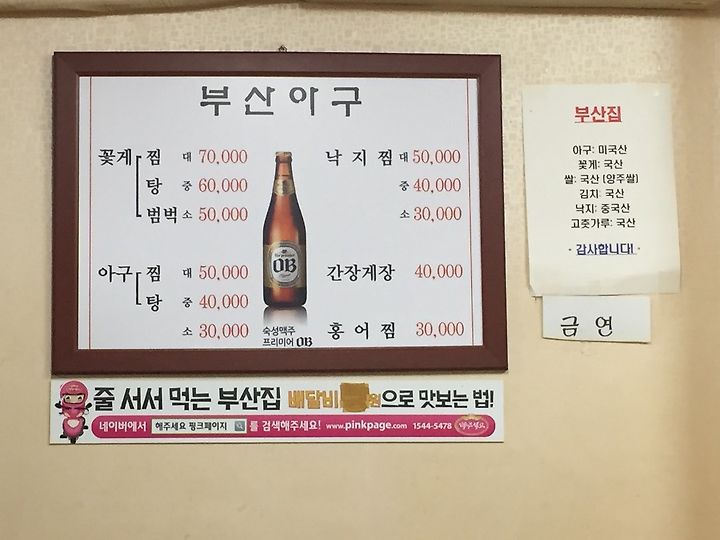 부산아구
꽃게 찜 대 70,000
탕 중 60,000
범벅 소 50,000
아구 찜 대 50,000
탕 중 40,000
소 30,000
낙지찜 대 50,000
중 40,000
소 30,000
간장게장 40,000
홍어찜 30,000
OB
숙성맥주
프리미어 OB
부산집
아구: 미국산
꽃게: 국산
쌀: 국산 (양주쌀)
김치: 국산
낙지: 중국산
고춧가루: 국산
- 감사합니다! -
금연
줄 서서 먹는 부산집 배달비 원으로 맛보는 법!
네이버에서 해주세요 핑크페이지 를 검색해주세요! www.pinkpage.com 1544-5478